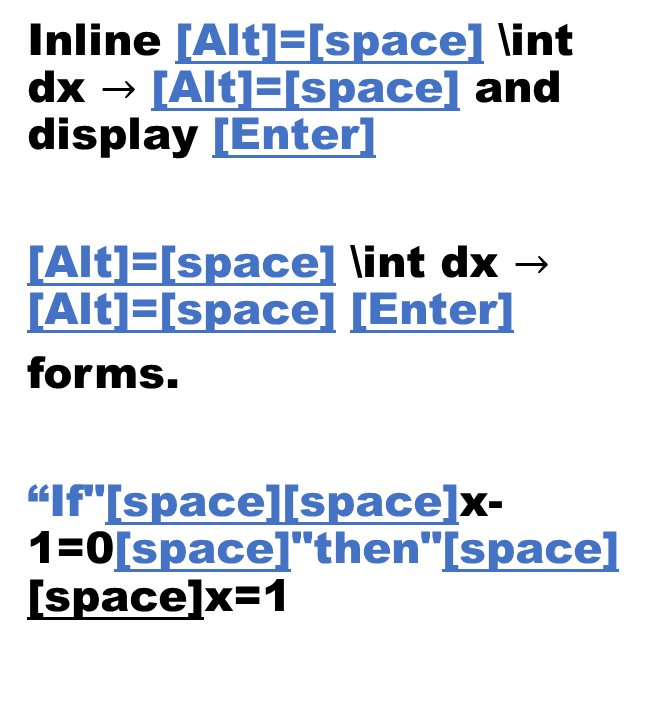 Inline [Alt]=[space] \int
dx → [Alt]=[space] and
display [Enter]
[Alt]=[space] \int dx →
[Alt]=[space] [Enter]
forms.
“If"[space][space]x-
1=0[space]"then"[space]
[space]x=1